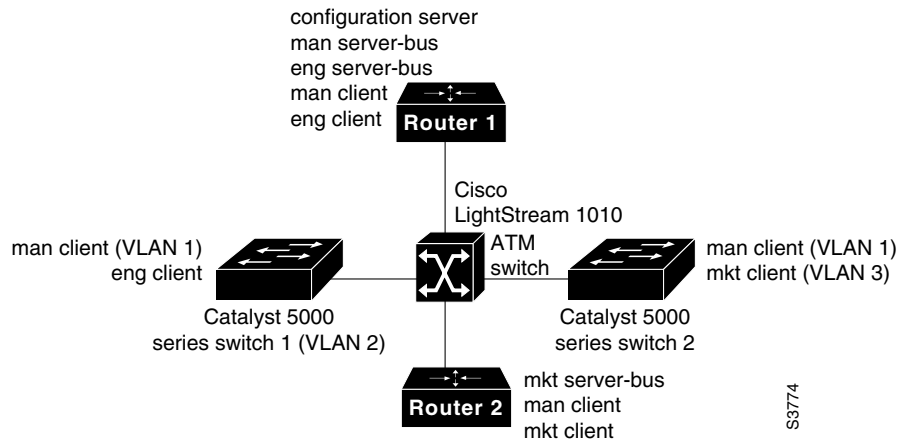 configuration server
man server-bus
eng server-bus
man client
eng client
Router 1
Cisco
LightStream 1010
ATM
switch
man client (VLAN 1)
eng client
Catalyst 5000
series switch 1 (VLAN 2)
man client (VLAN 1)
mkt client (VLAN 3)
Catalyst 5000
series switch 2
Router 2
mkt server-bus
man client
mkt client
S3774